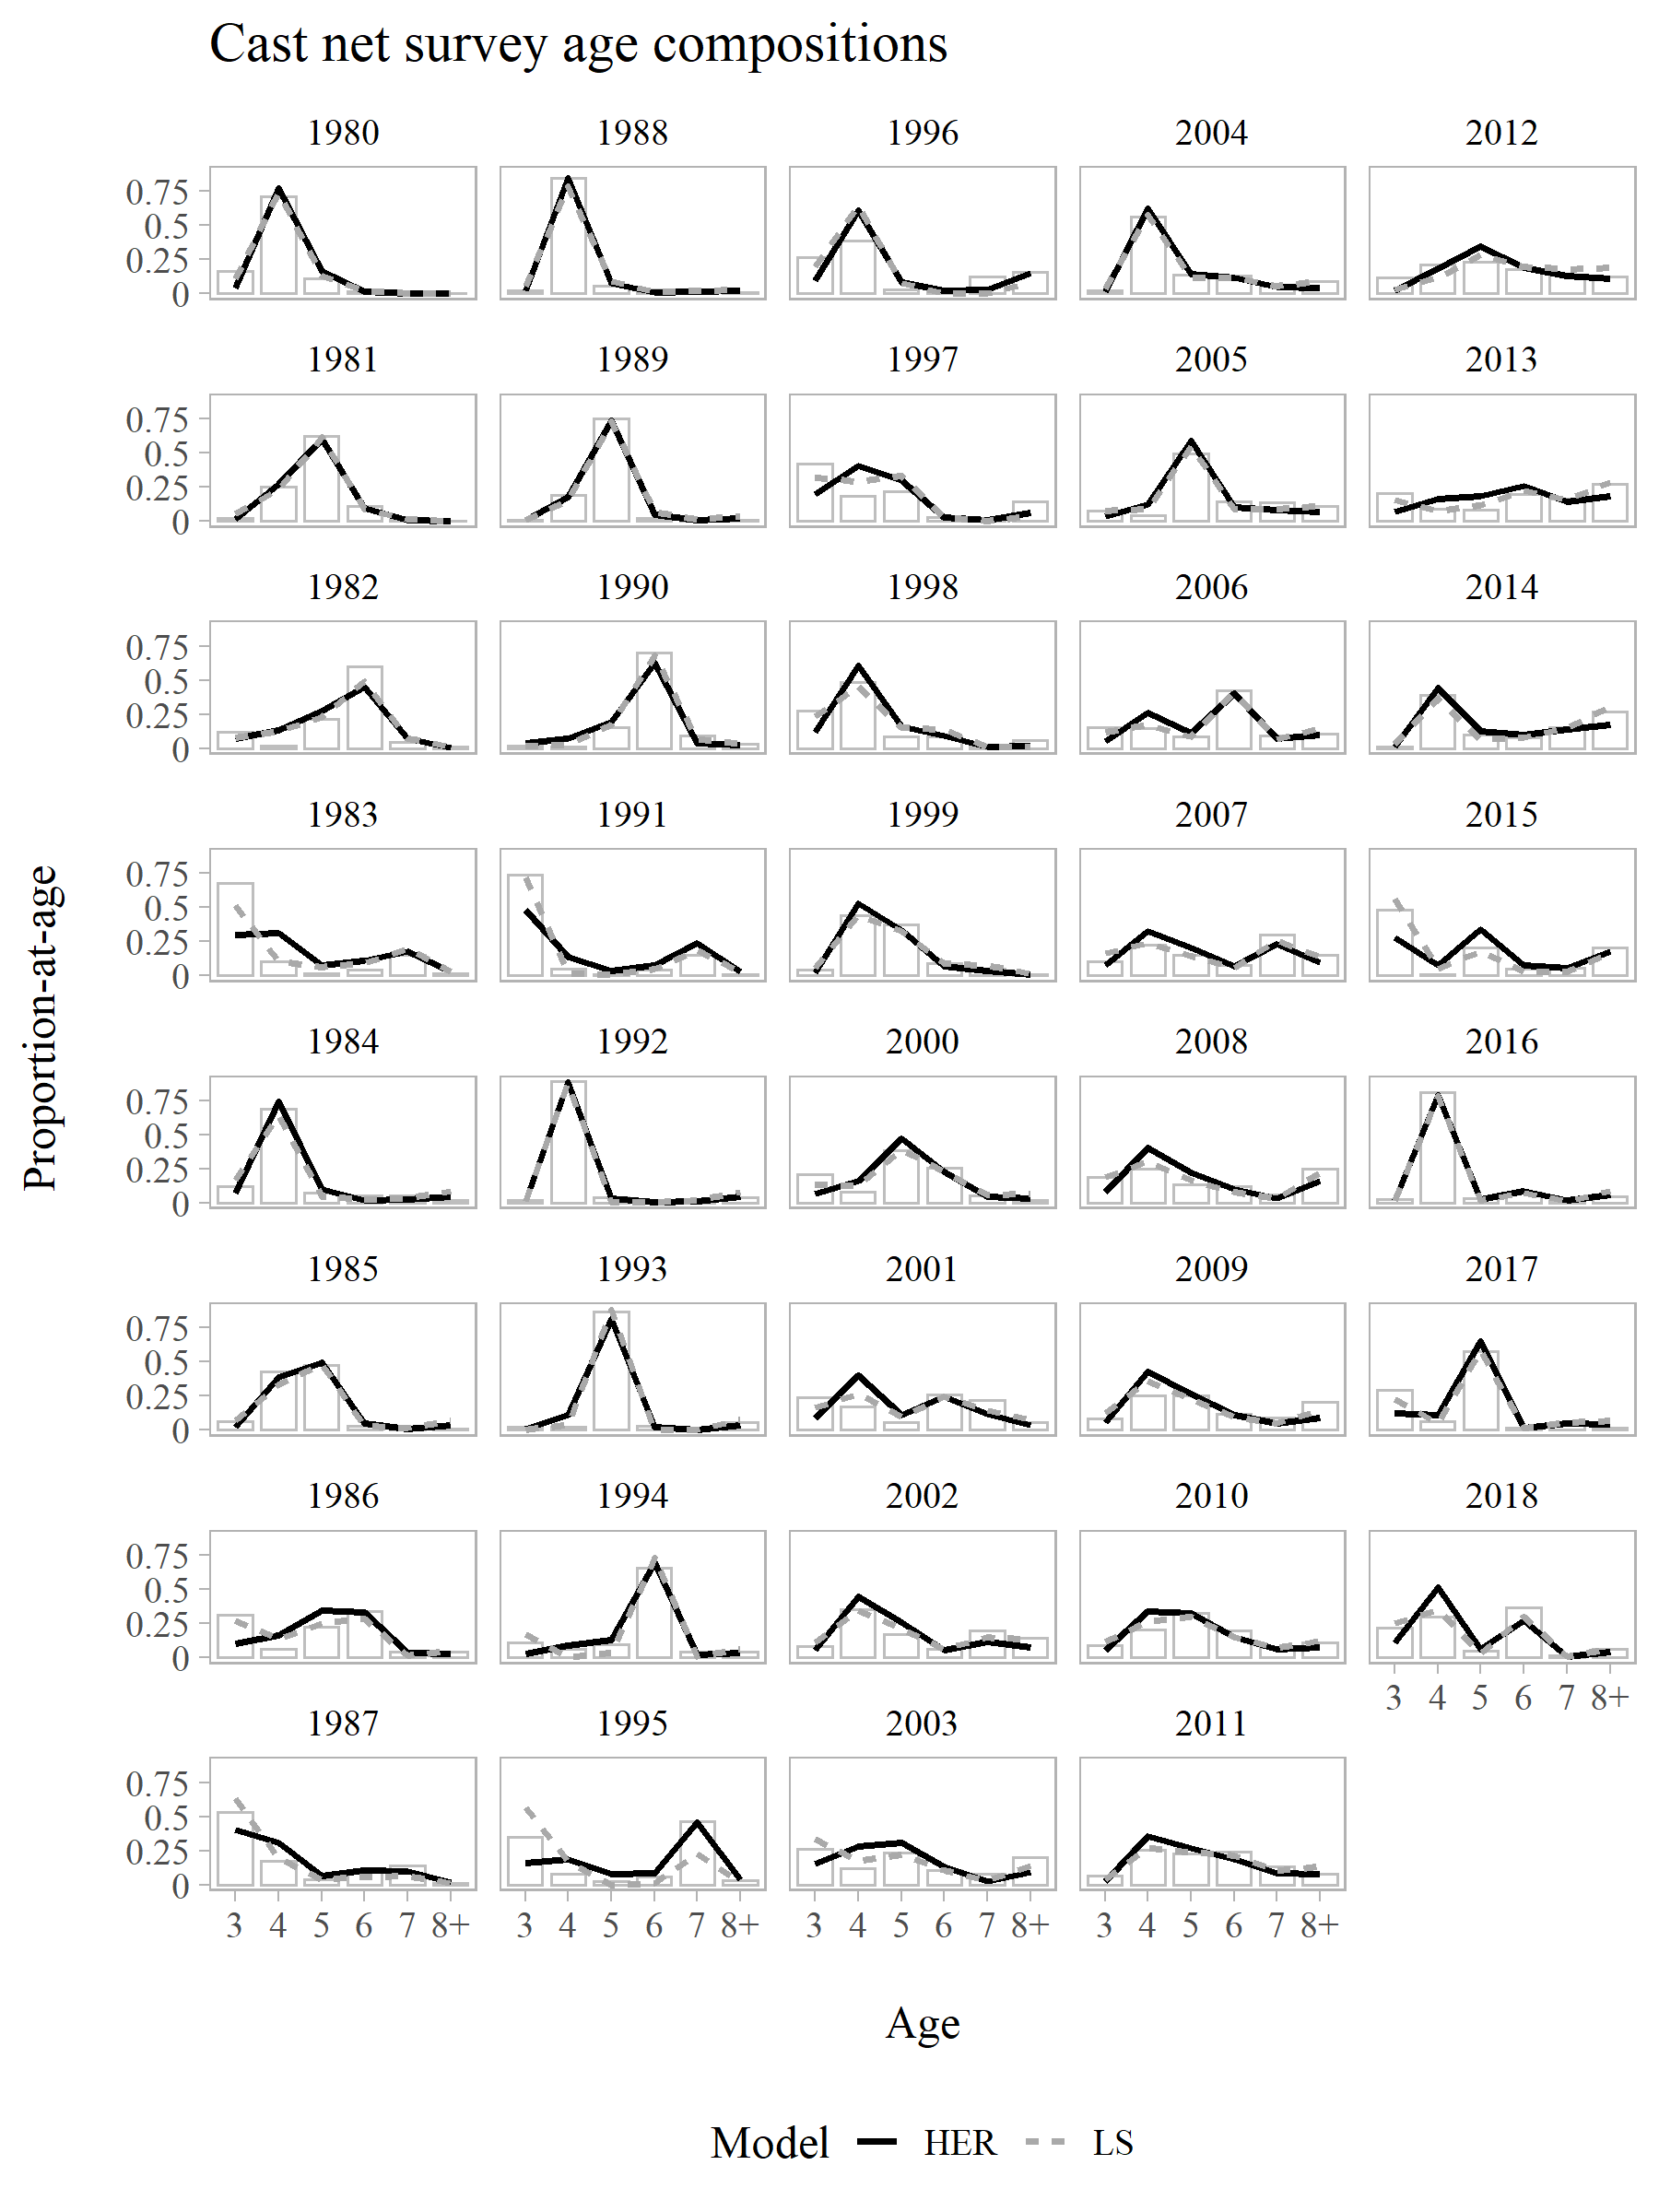 Cast net survey age compositions
1980 1988 1996 2004 2012
0.75
0.5
0.25
0
1981 1989 1997 2005 2013
0.75
0.5
0.25
0
1982 1990 1998 2006 2014
0.75
0.5
0.25
0
1983 1991 1999 2007 2015
0.75
0.5
0.25
0
1984 1992 2000 2008 2016
0.75
0.5
0.25
0
1985 1993 2001 2009 2017
0.75
0.5
0.25
0
1986 1994 2002 2010 2018
0.75
0.5
0.25
0
3 4 5 6 7 8+
1987 1995 2003 2011
0.75
0.5
0.25
0
3 4 5 6 7 8+ 3 4 5 6 7 8+ 3 4 5 6 7 8+ 3 4 5 6 7 8+
Proportion-at-age
Age
Model HER LS